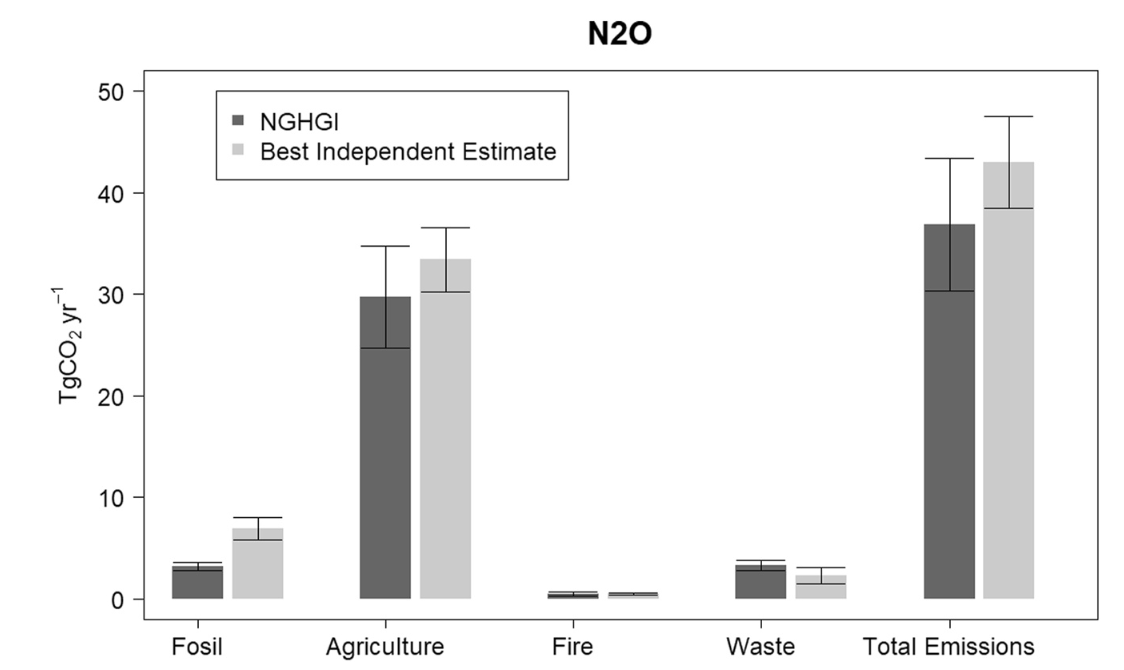 N2O
50
NGHGI
Best Independent Estimate
40
30
TgCO₂ yr⁻¹
20
10
0
Fosil Agriculture Fire Waste Total Emissions